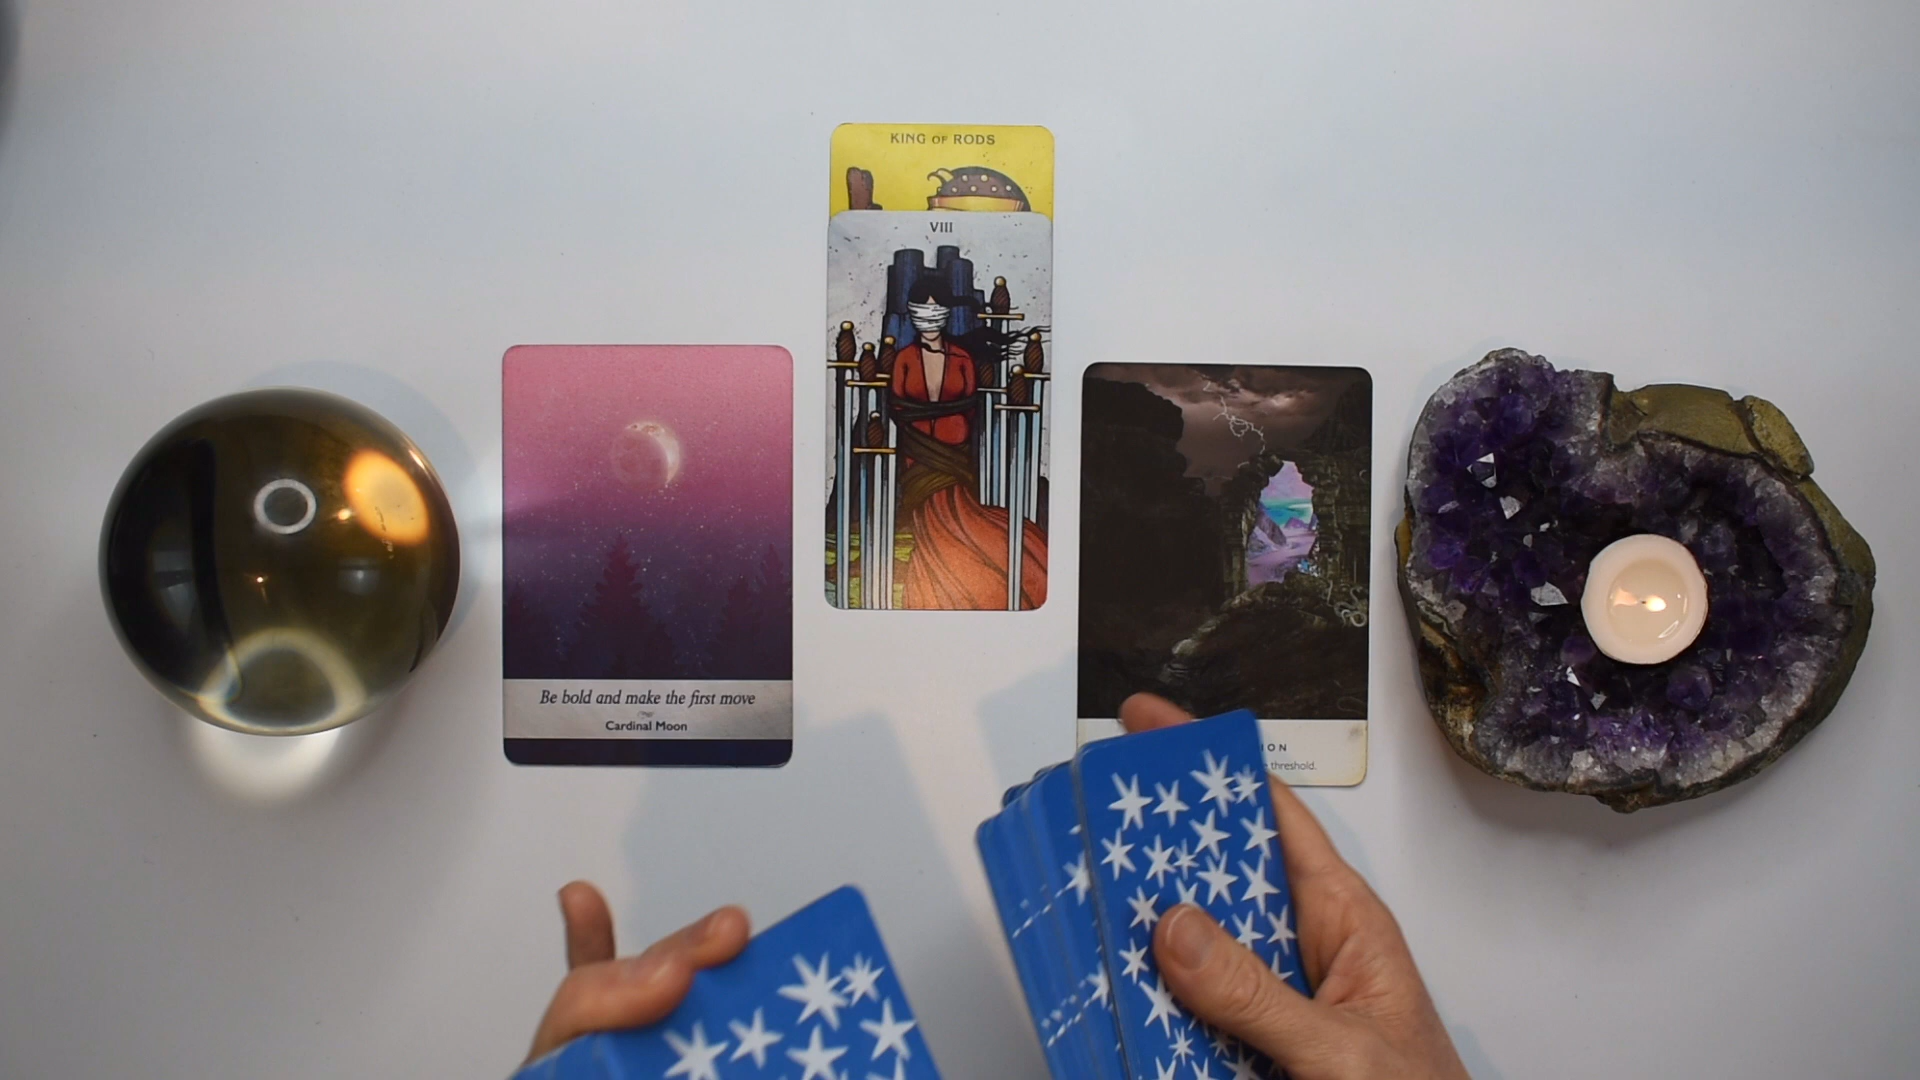 KING OF RODS
VIII
Be bold and make the first move
Cardinal Moon
threshold.